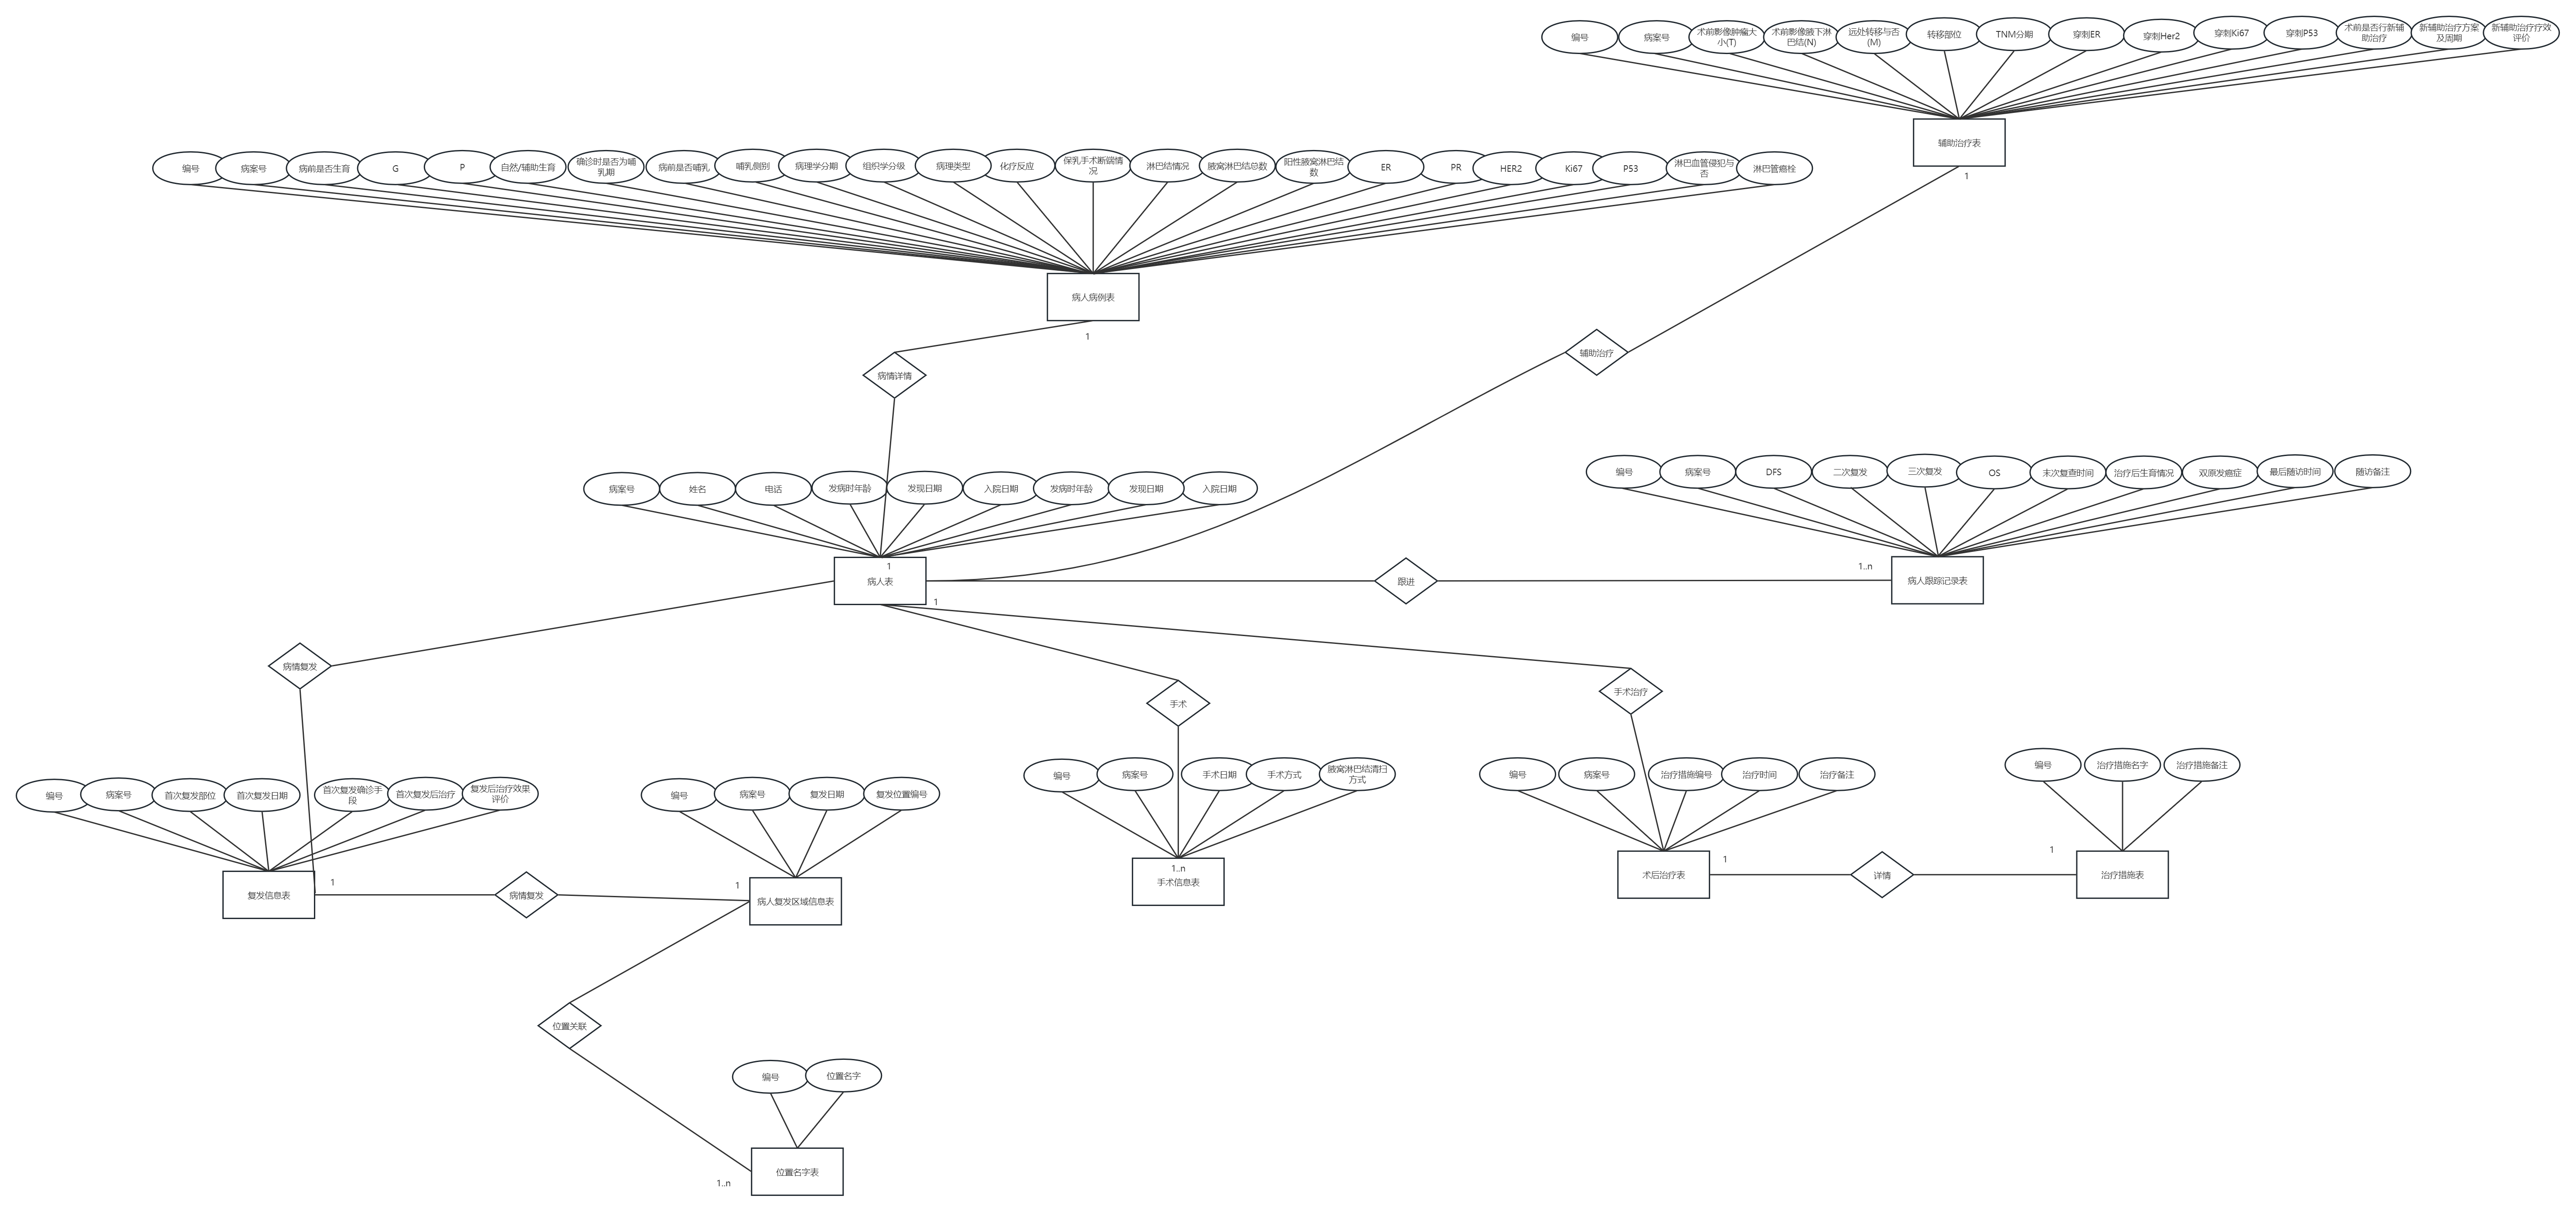 编号
病案号
术前影像肿瘤大
小(T)
术前影像腋下淋
巴结(N)
远处转移与否
(M)
转移部位
TNM分期
穿刺ER
穿刺Her2
穿刺Ki67
穿刺P53
术前是否行新辅
助治疗
新辅助治疗方案
及周期
新辅助治疗疗效
评价
辅助治疗表
1
编号
病案号
病前是否生育
G
P
自然/辅助生育
确诊时是否为哺
乳期
病前是否哺乳
哺乳侧别
病理学分期
组织学分级
病理类型
化疗反应
保乳手术断端情
况
淋巴结情况
腋窝淋巴结总数
阳性腋窝淋巴结
数
ER
PR
HER2
Ki67
P53
淋巴血管侵犯与
否
淋巴管癌栓
病人病例表
1
病情详情
辅助治疗
病案号
姓名
电话
发病时年龄
发现日期
入院日期
发病时年龄
发现日期
入院日期
编号
病案号
DFS
二次复发
三次复发
OS
末次复查时间
治疗后生育情况
双原发癌症
最后随访时间
随访备注
1
病人表
1
跟进
1..n
病人跟踪记录表
病情复发
手术
手术治疗
编号
病案号
首次复发部位
首次复发日期
首次复发确诊手
段
首次复发后治疗
复发后治疗效果
评价
编号
病案号
复发日期
复发位置编号
编号
病案号
手术日期
手术方式
腋窝淋巴结清扫
方式
编号
病案号
治疗措施编号
治疗时间
治疗备注
编号
治疗措施名字
治疗措施备注
复发信息表
1
病情复发
1
病人复发区域信息表
1..n
手术信息表
术后治疗表
1
详情
1
治疗措施表
位置关联
编号
位置名字
位置名字表
1..n